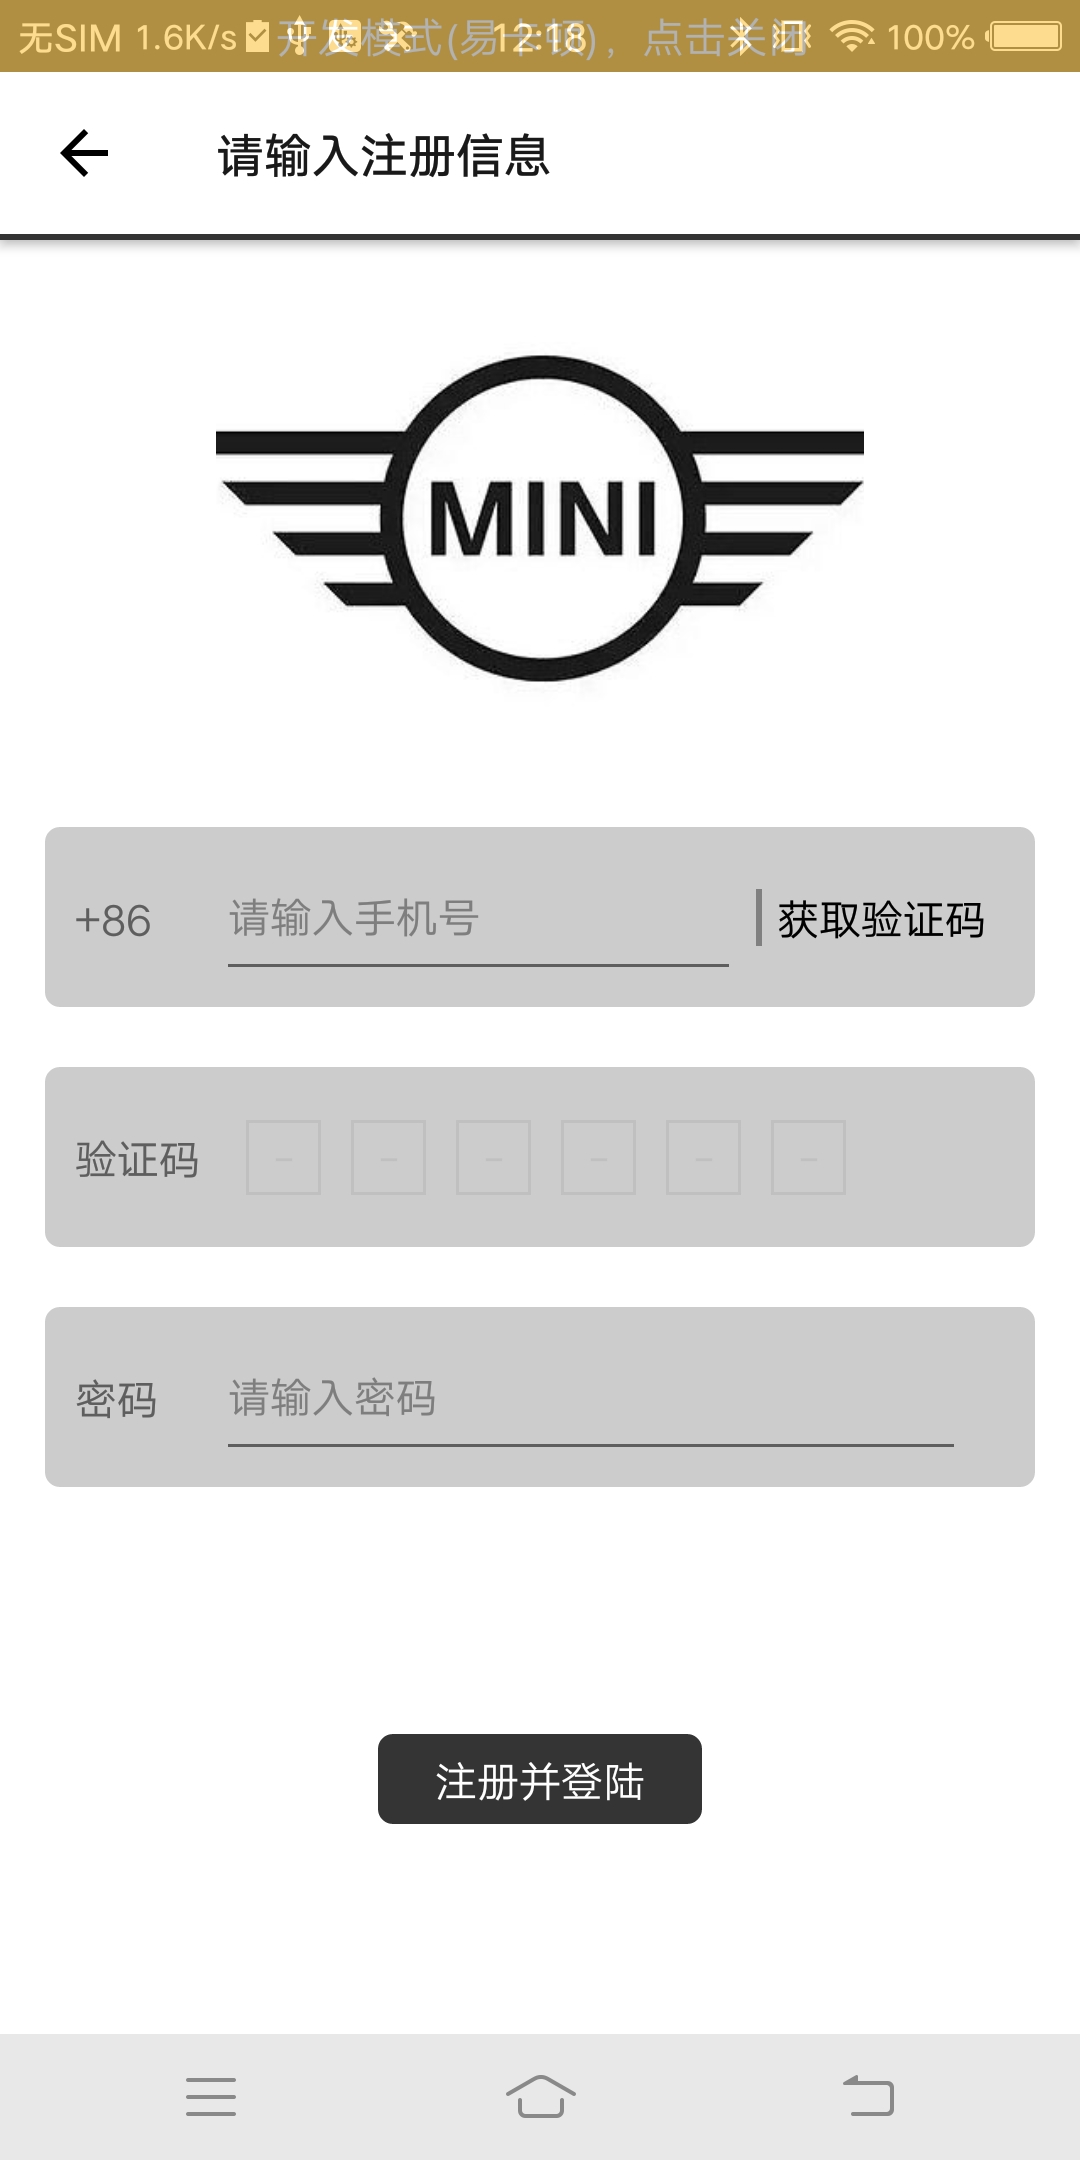 无SIM 1.6K/s 12:18 100%
开发模式(易卡顿)，点击关闭
请输入注册信息
MINI
+86 请输入手机号 获取验证码
验证码 – – – – – –
密码 请输入密码
注册并登陆